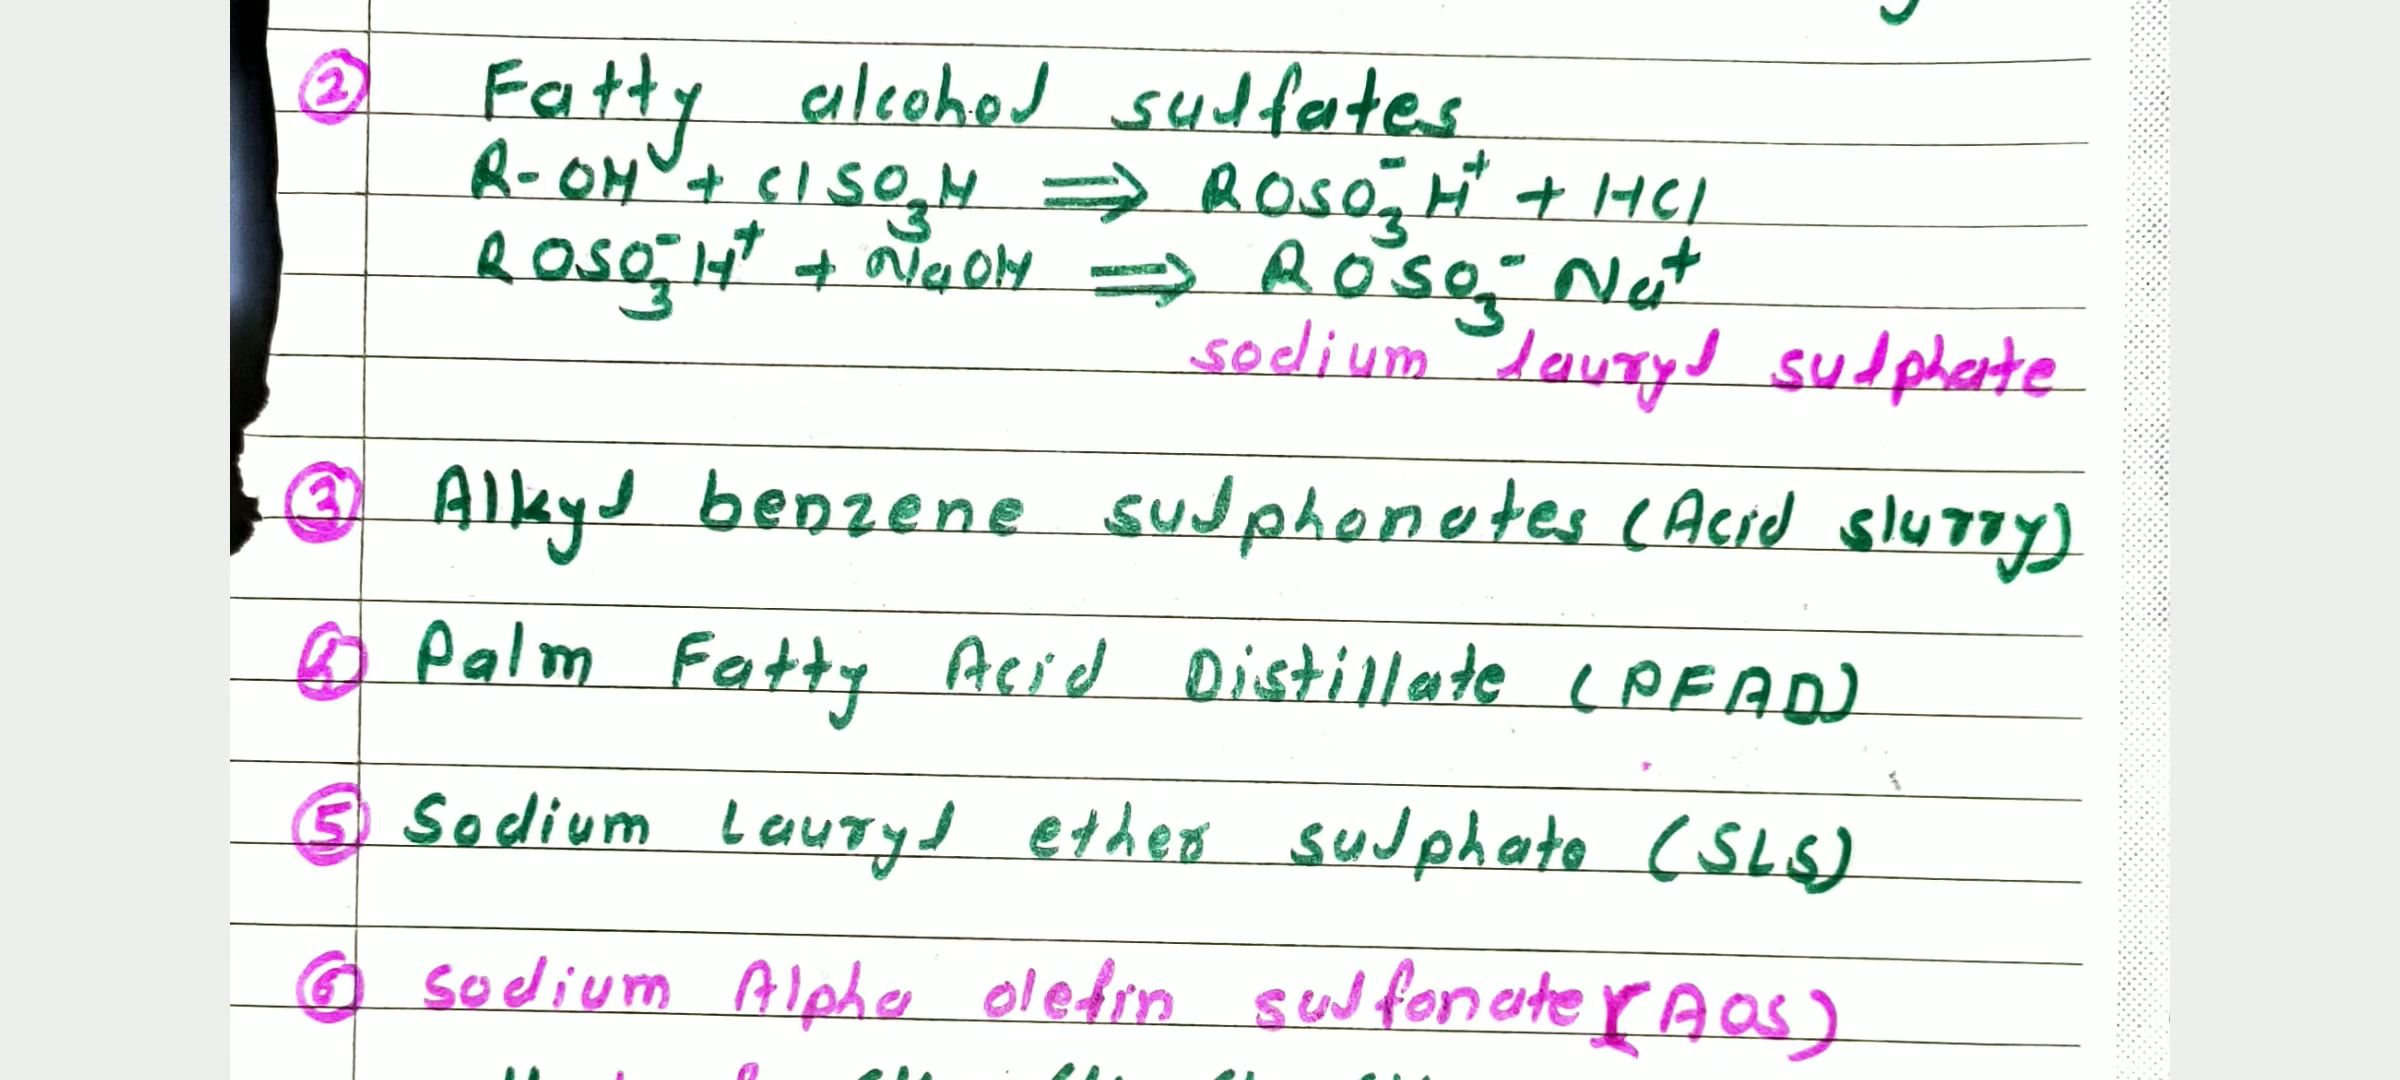 ② Fatty alcohol sulfates
R-OH + ClSO₃H ⇒ ROSO₃⁻H⁺ + HCl
ROSO₃⁻H⁺ + NaOH ⇒ ROSO₃⁻Na⁺
sodium lauryl sulphate
③ Alkyl benzene sulphonates (Acid slurry)
④ Palm Fatty Acid Distillate (PFAD)
⑤ Sodium Lauryl ether sulphate (SLS)
⑥ Sodium Alpha olefin sulfonate (AOS)